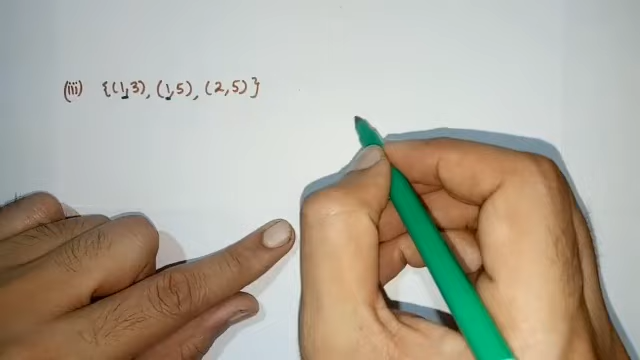 (iii) {(1,3), (1,5), (2,5)}